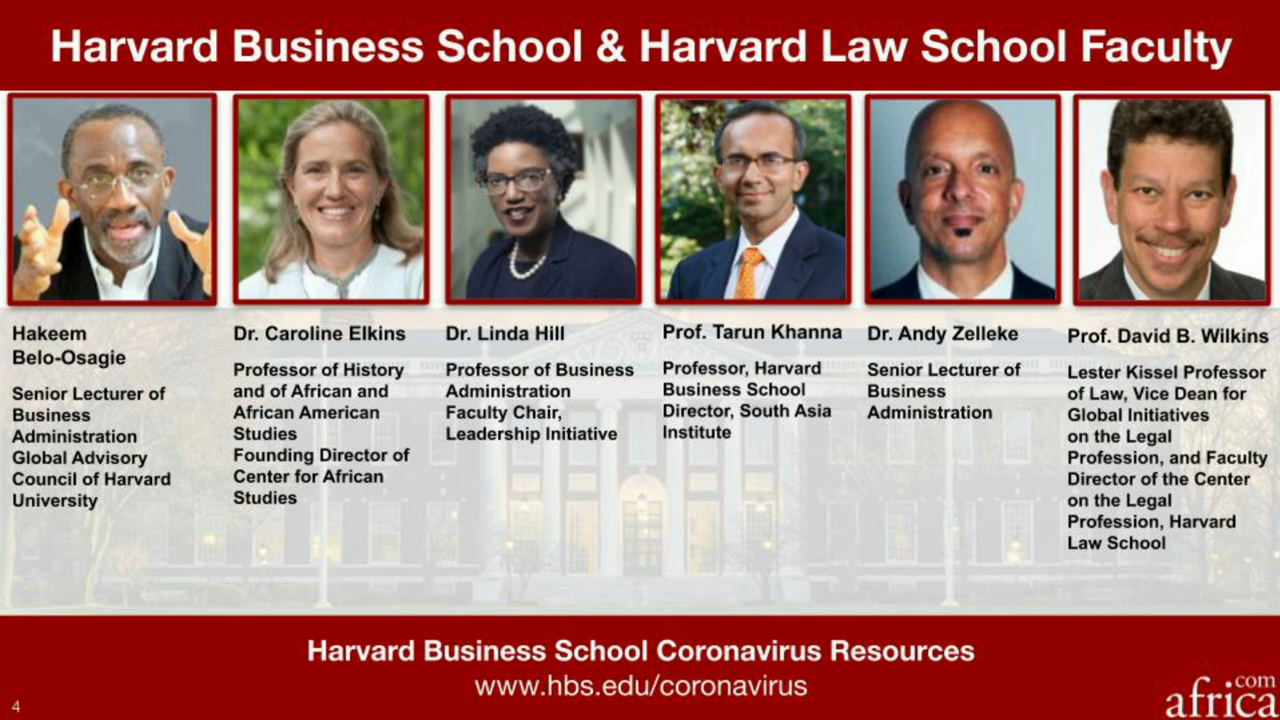 Harvard Business School & Harvard Law School Faculty
Hakeem
Belo-Osagie
Senior Lecturer of
Business
Administration
Global Advisory
Council of Harvard
University
Dr. Caroline Elkins
Professor of History
and of African and
African American
Studies
Founding Director of
Center for African
Studies
Dr. Linda Hill
Professor of Business
Administration
Faculty Chair,
Leadership Initiative
Prof. Tarun Khanna
Professor, Harvard
Business School
Director, South Asia
Institute
Dr. Andy Zelleke
Senior Lecturer of
Business
Administration
Prof. David B. Wilkins
Lester Kissel Professor
of Law, Vice Dean for
Global Initiatives
on the Legal
Profession, and Faculty
Director of the Center
on the Legal
Profession, Harvard
Law School
Harvard Business School Coronavirus Resources
www.hbs.edu/coronavirus
4
africa.com